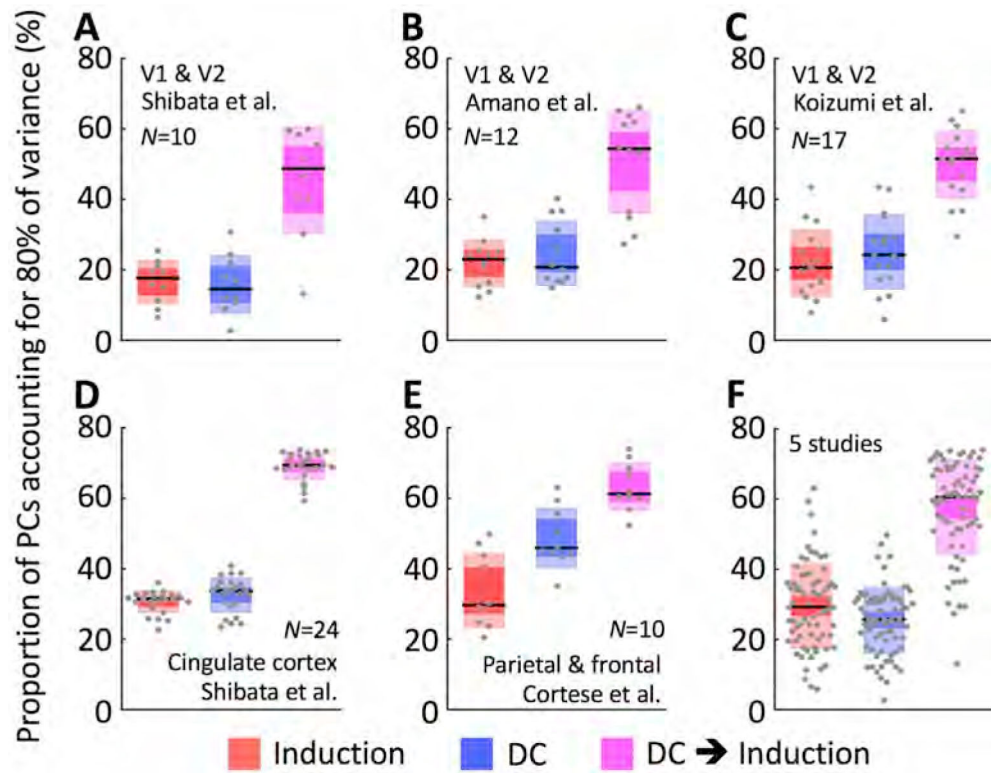 Proportion of PCs accounting for 80% of variance (%)
A
80
60
40
20
0
V1 & V2
Shibata et al.
N=10
B
80
60
40
20
0
V1 & V2
Amano et al.
N=12
C
80
60
40
20
0
V1 & V2
Koizumi et al.
N=17
D
80
60
40
20
0
N=24
Cingulate cortex
Shibata et al.
E
80
60
40
20
0
N=10
Parietal & frontal
Cortese et al.
F
80
60
40
20
0
5 studies
Induction DC DC ➔ Induction